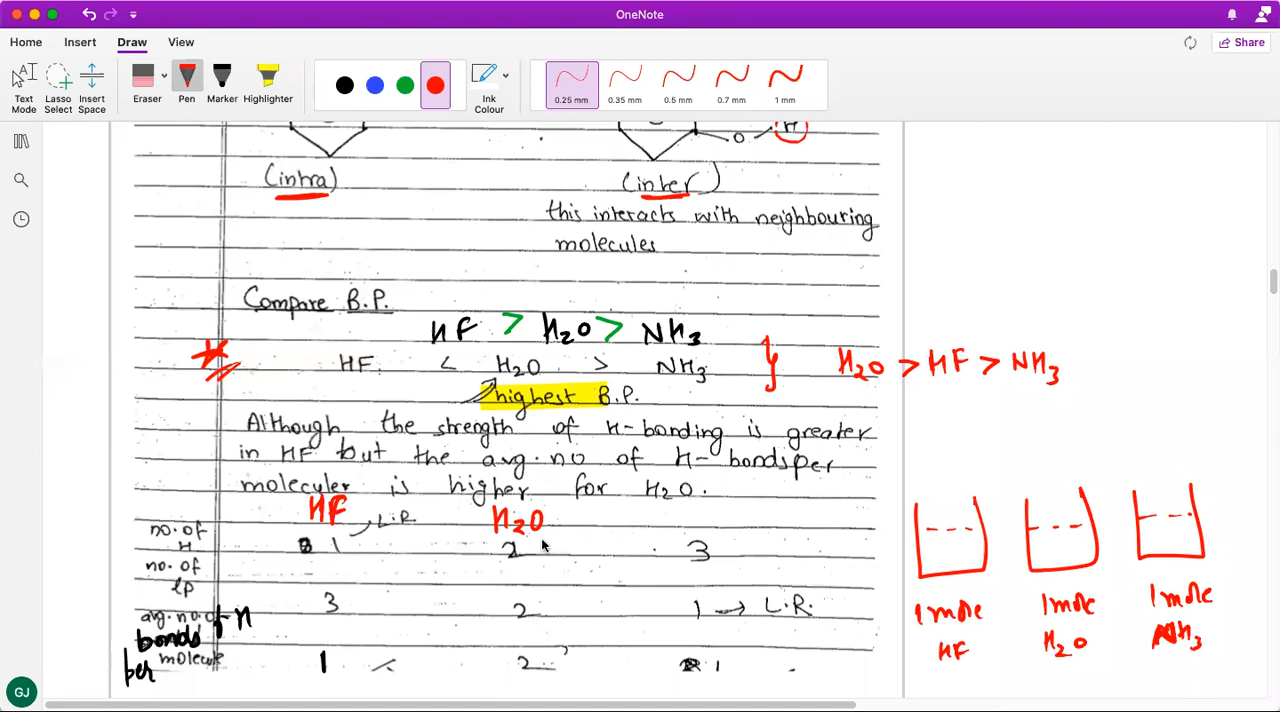 OneNote
Home Insert Draw View
Share
Text Mode
Lasso Select
Insert Space
Eraser
Pen
Marker
Highlighter
Ink Colour
0.25 mm
0.35 mm
0.5 mm
0.7 mm
1 mm
O H
(intra) (inter)
this interacts with neighbouring
molecules
Compare B.P.
HF > H2O > NH3
HF < H2O > NH3
H2O > HF > NH3
highest B.P.
Although the strength of H-bonding is greater
in HF but the avg. no of H-bonds per
molecules is higher for H2O.
HF H2O
no. of H 1 L.R. 2 3
no. of lp 3 2 1 → L.R.
avg. no. of H bonds per molecule 1 < 2 1
1 mole HF
1 mole H2O
1 mole NH3
GJ